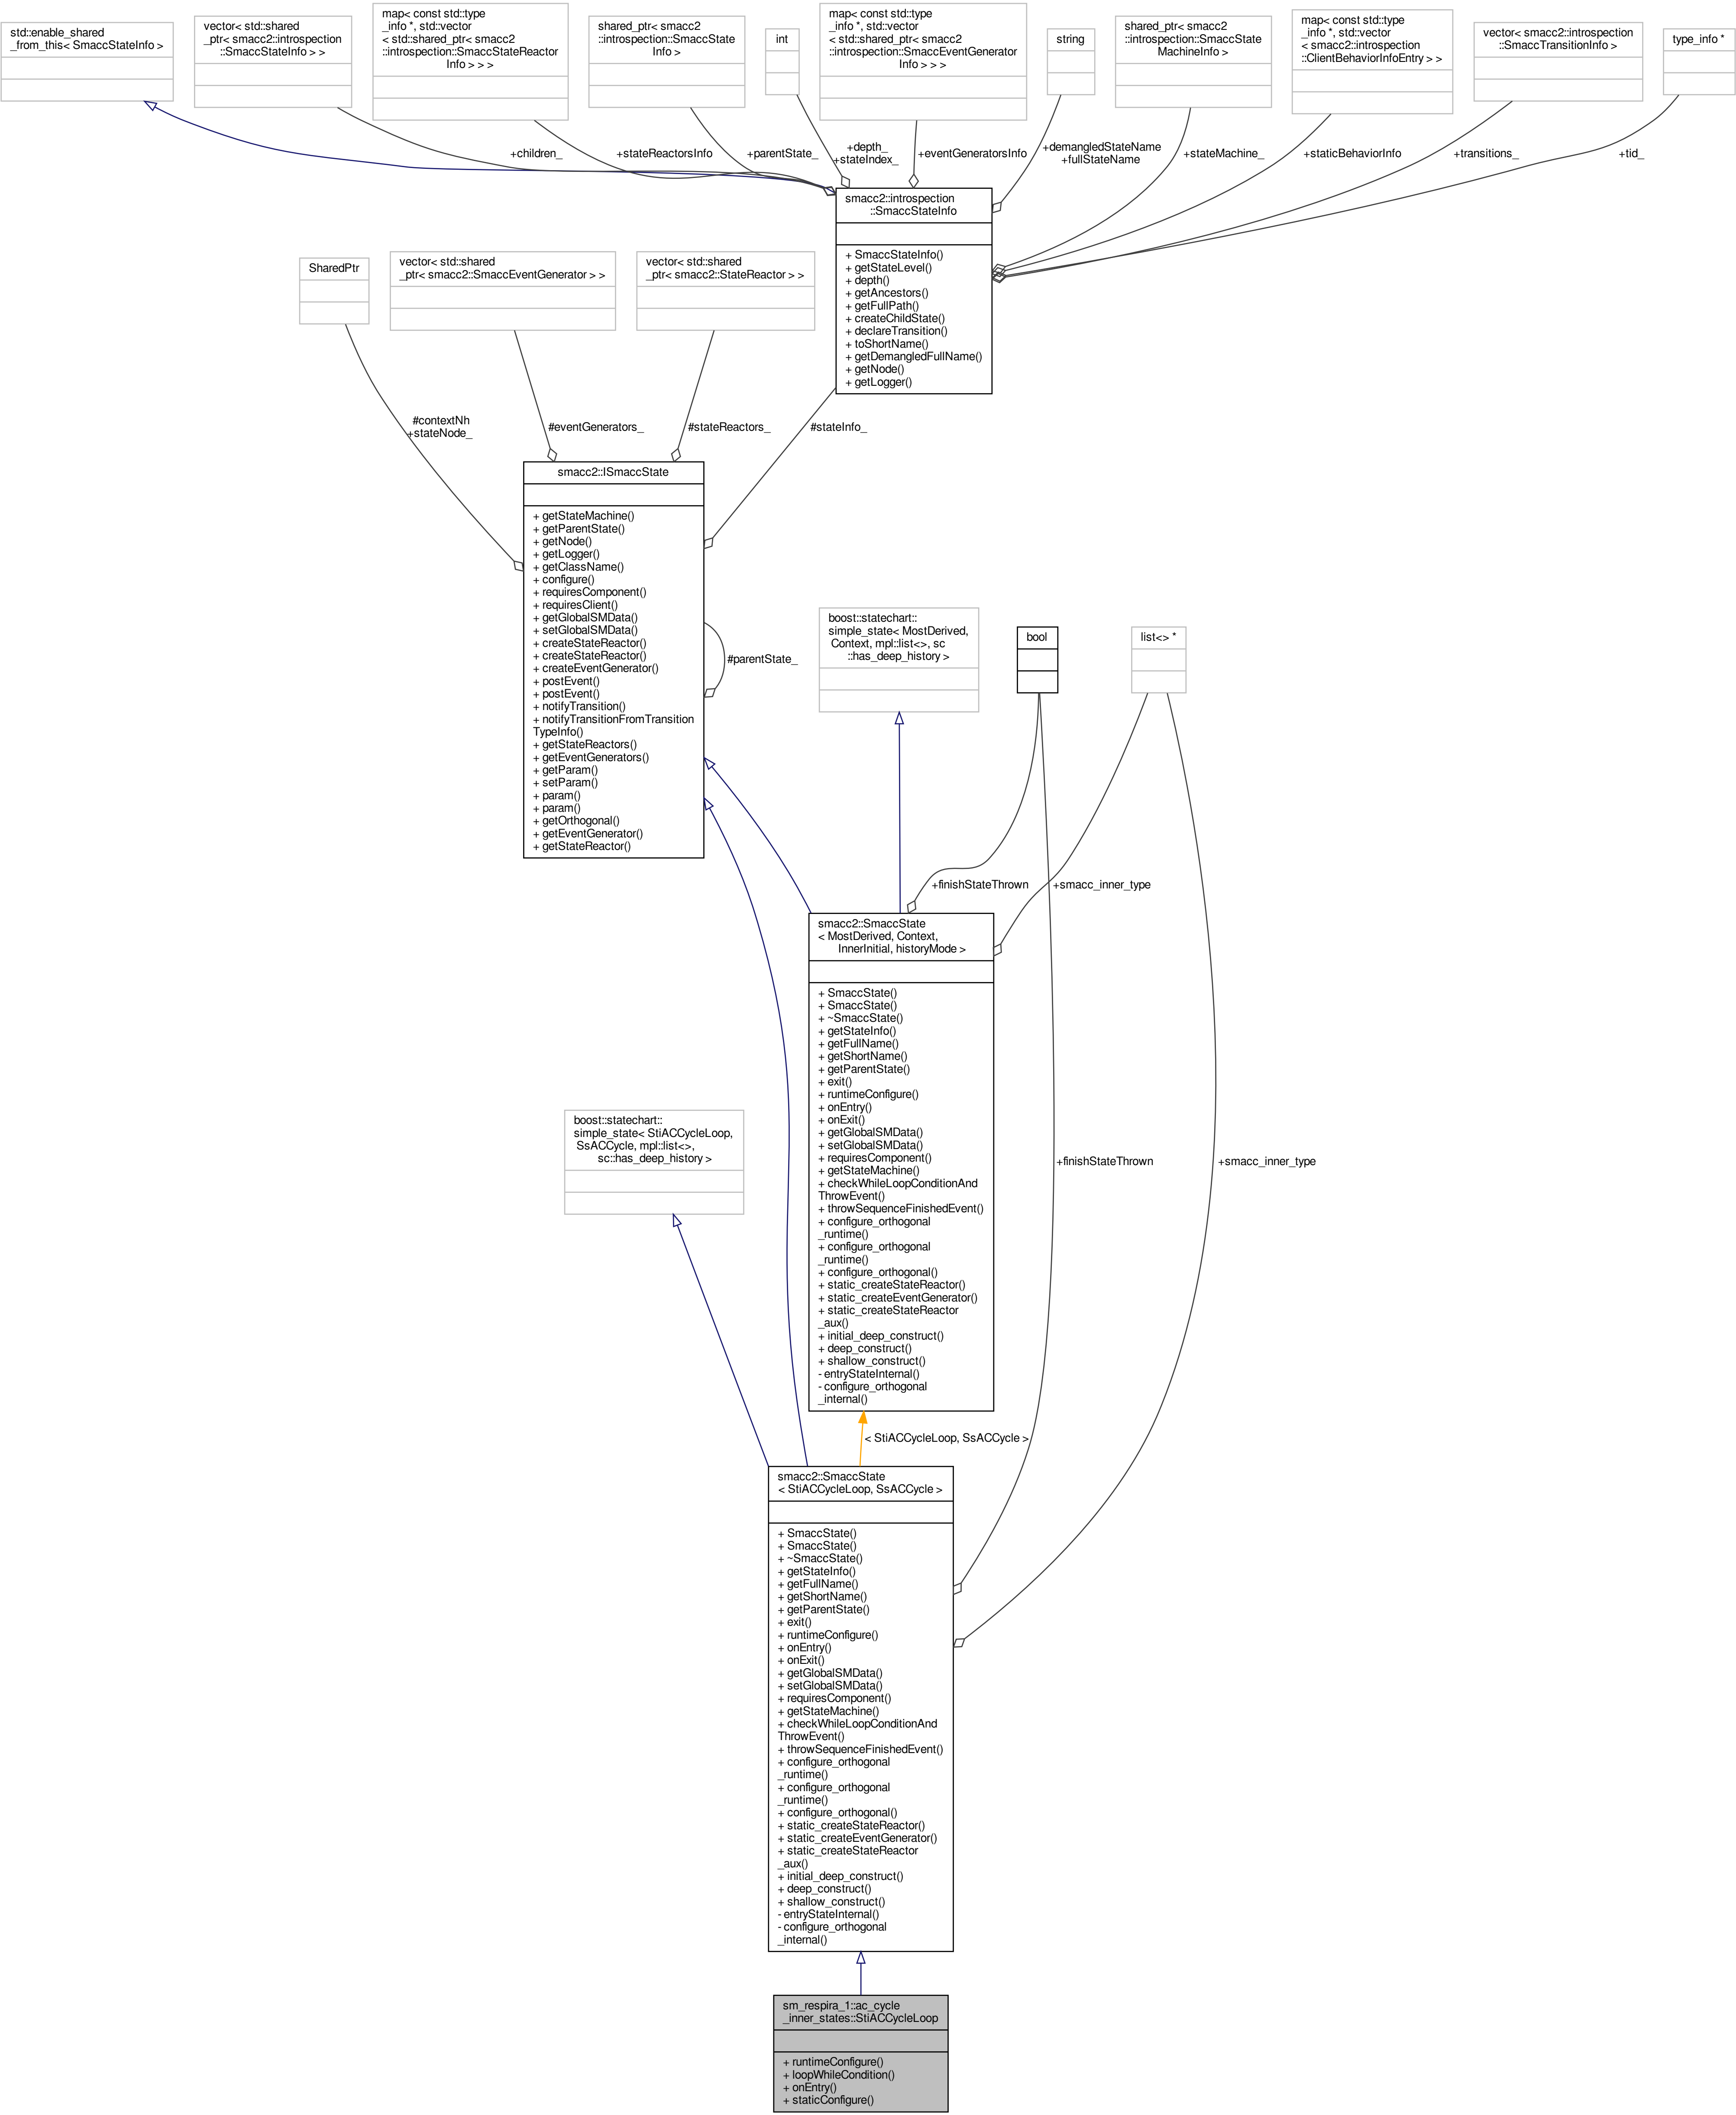 std::enable_shared
_from_this< SmaccStateInfo >
vector< std::shared
_ptr< smacc2::introspection
::SmaccStateInfo > >
map< const std::type
_info *, std::vector
< std::shared_ptr< smacc2
::introspection::SmaccStateReactor
Info > > >
shared_ptr< smacc2
::introspection::SmaccState
Info >
int
map< const std::type
_info *, std::vector
< std::shared_ptr< smacc2
::introspection::SmaccEventGenerator
Info > > >
string
shared_ptr< smacc2
::introspection::SmaccState
MachineInfo >
map< const std::type
_info *, std::vector
< smacc2::introspection
::ClientBehaviorInfoEntry > >
vector< smacc2::introspection
::SmaccTransitionInfo >
type_info *
+children_
+stateReactorsInfo
+parentState_
+depth_
+stateIndex_
+eventGeneratorsInfo
+demangledStateName
+fullStateName
+stateMachine_
+staticBehaviorInfo
+transitions_
+tid_
smacc2::introspection
::SmaccStateInfo
+ SmaccStateInfo()
+ getStateLevel()
+ depth()
+ getAncestors()
+ getFullPath()
+ createChildState()
+ declareTransition()
+ toShortName()
+ getDemangledFullName()
+ getNode()
+ getLogger()
SharedPtr
vector< std::shared
_ptr< smacc2::SmaccEventGenerator > >
vector< std::shared
_ptr< smacc2::StateReactor > >
#contextNh
+stateNode_
#eventGenerators_
#stateReactors_
#stateInfo_
smacc2::ISmaccState
+ getStateMachine()
+ getParentState()
+ getNode()
+ getLogger()
+ getClassName()
+ configure()
+ requiresComponent()
+ requiresClient()
+ getGlobalSMData()
+ setGlobalSMData()
+ createStateReactor()
+ createStateReactor()
+ createEventGenerator()
+ postEvent()
+ postEvent()
+ notifyTransition()
+ notifyTransitionFromTransition
TypeInfo()
+ getStateReactors()
+ getEventGenerators()
+ getParam()
+ setParam()
+ param()
+ param()
+ getOrthogonal()
+ getEventGenerator()
+ getStateReactor()
#parentState_
boost::statechart::
simple_state< MostDerived,
Context, mpl::list<>, sc
::has_deep_history >
bool
list<> *
+finishStateThrown
+smacc_inner_type
smacc2::SmaccState
< MostDerived, Context,
InnerInitial, historyMode >
+ SmaccState()
+ SmaccState()
+ ~SmaccState()
+ getStateInfo()
+ getFullName()
+ getShortName()
+ getParentState()
+ exit()
+ runtimeConfigure()
+ onEntry()
+ onExit()
+ getGlobalSMData()
+ setGlobalSMData()
+ requiresComponent()
+ getStateMachine()
+ checkWhileLoopConditionAnd
ThrowEvent()
+ throwSequenceFinishedEvent()
+ configure_orthogonal
_runtime()
+ configure_orthogonal
_runtime()
+ configure_orthogonal()
+ static_createStateReactor()
+ static_createEventGenerator()
+ static_createStateReactor
_aux()
+ initial_deep_construct()
+ deep_construct()
+ shallow_construct()
- entryStateInternal()
- configure_orthogonal
_internal()
boost::statechart::
simple_state< StiACCycleLoop,
SsACCycle, mpl::list<>,
sc::has_deep_history >
+finishStateThrown
+smacc_inner_type
< StiACCycleLoop, SsACCycle >
smacc2::SmaccState
< StiACCycleLoop, SsACCycle >
+ SmaccState()
+ SmaccState()
+ ~SmaccState()
+ getStateInfo()
+ getFullName()
+ getShortName()
+ getParentState()
+ exit()
+ runtimeConfigure()
+ onEntry()
+ onExit()
+ getGlobalSMData()
+ setGlobalSMData()
+ requiresComponent()
+ getStateMachine()
+ checkWhileLoopConditionAnd
ThrowEvent()
+ throwSequenceFinishedEvent()
+ configure_orthogonal
_runtime()
+ configure_orthogonal
_runtime()
+ configure_orthogonal()
+ static_createStateReactor()
+ static_createEventGenerator()
+ static_createStateReactor
_aux()
+ initial_deep_construct()
+ deep_construct()
+ shallow_construct()
- entryStateInternal()
- configure_orthogonal
_internal()
sm_respira_1::ac_cycle
_inner_states::StiACCycleLoop
+ runtimeConfigure()
+ loopWhileCondition()
+ onEntry()
+ staticConfigure()